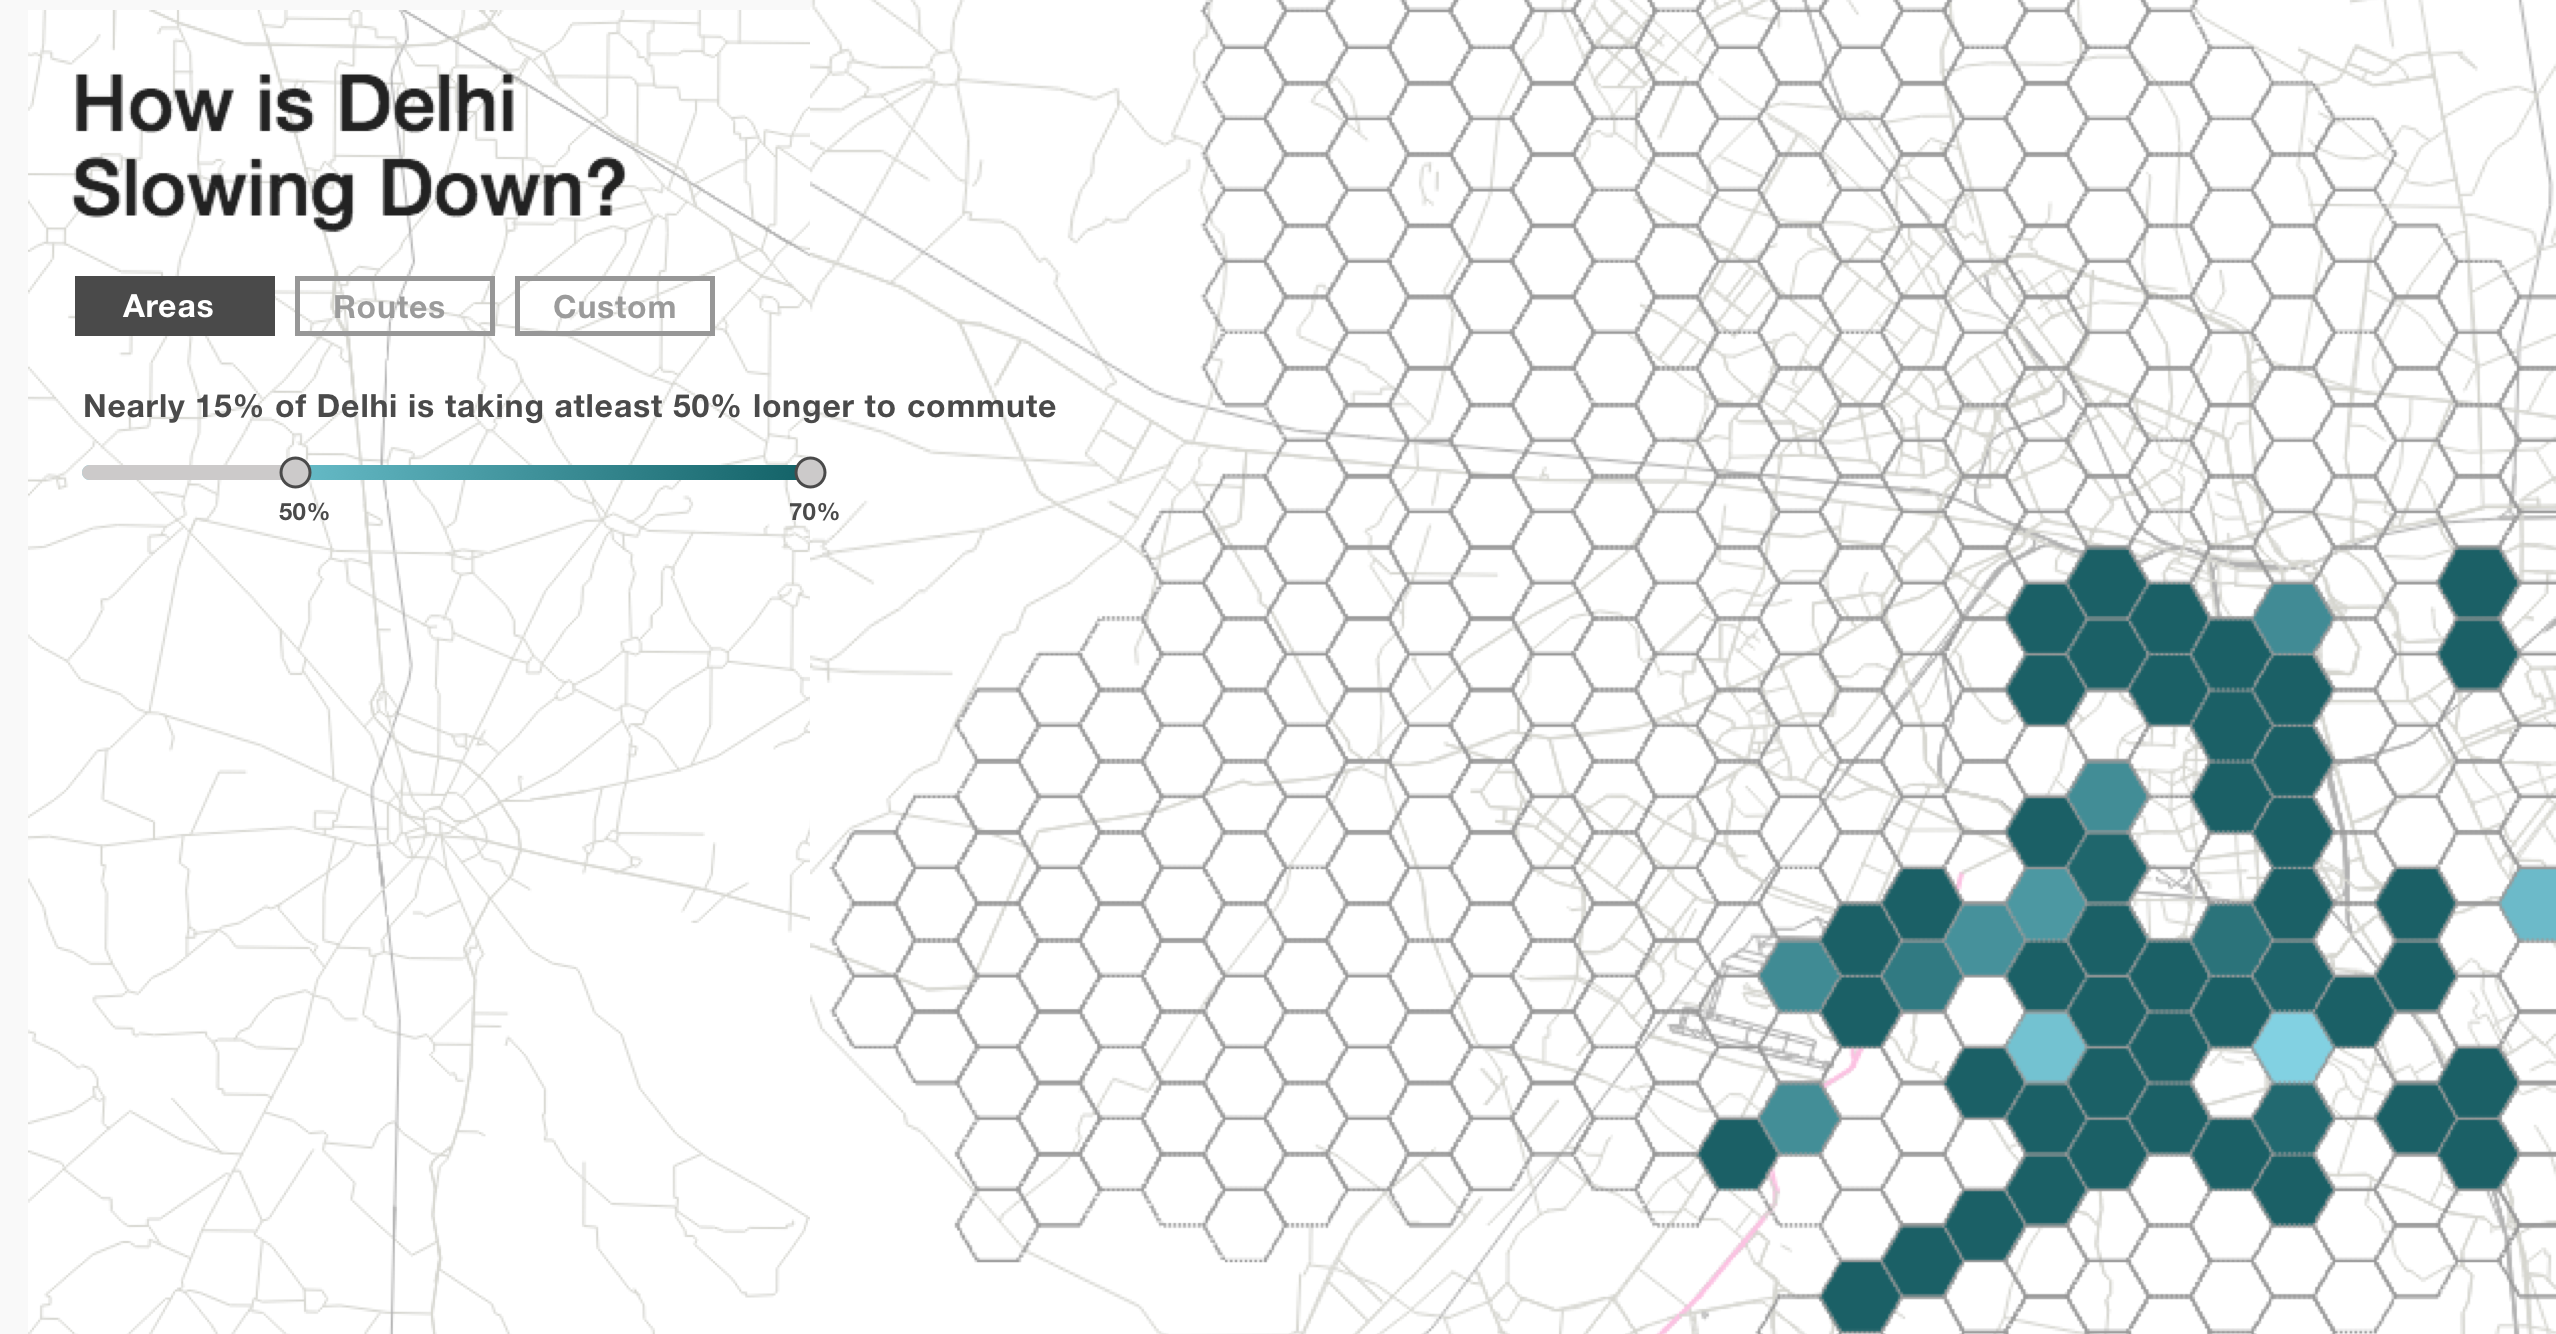 How is Delhi
Slowing Down?
Areas
Routes
Custom
Nearly 15% of Delhi is taking atleast 50% longer to commute
50%
70%